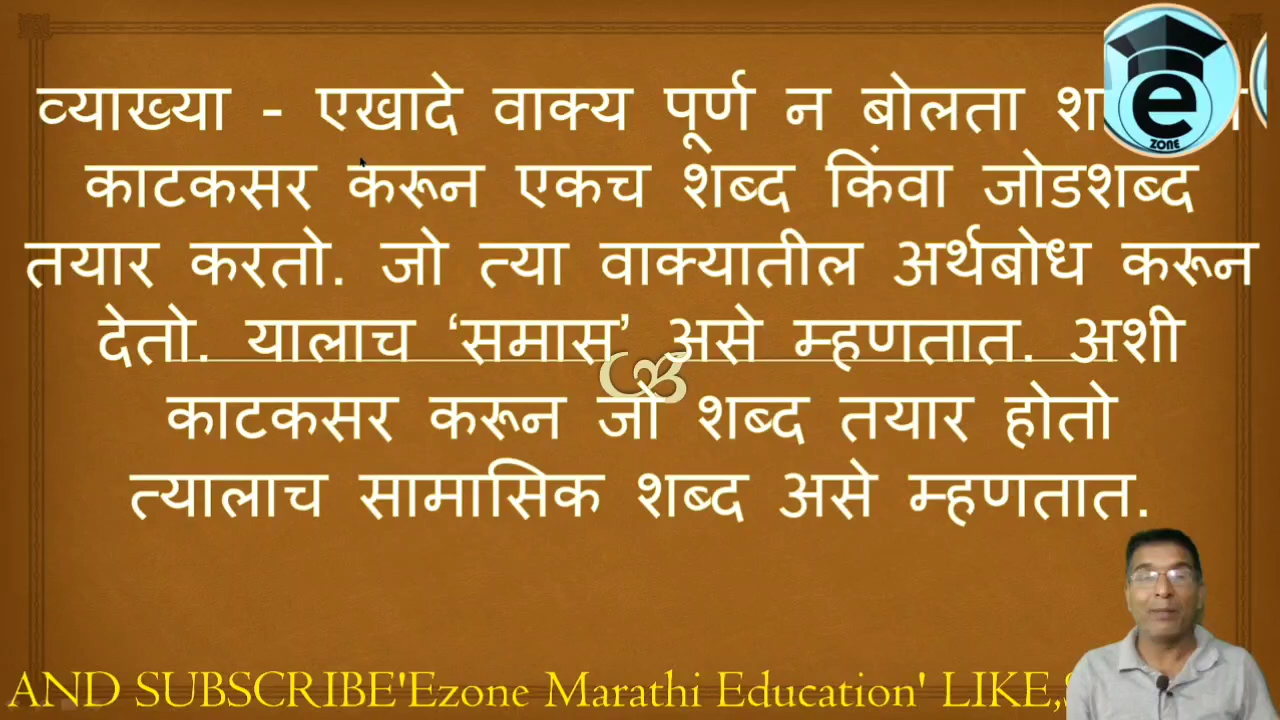 व्याख्या - एखादे वाक्य पूर्ण न बोलता
काटकसर करून एकच शब्द किंवा जोडशब्द
तयार करतो. जो त्या वाक्यातील अर्थबोध करून
देतो. यालाच ‘समास’ असे म्हणतात. अशी
काटकसर करून जो शब्द तयार होतो
त्यालाच सामासिक शब्द असे म्हणतात.
e
ZONE
AND SUBSCRIBE'Ezone Marathi Education' LIKE,